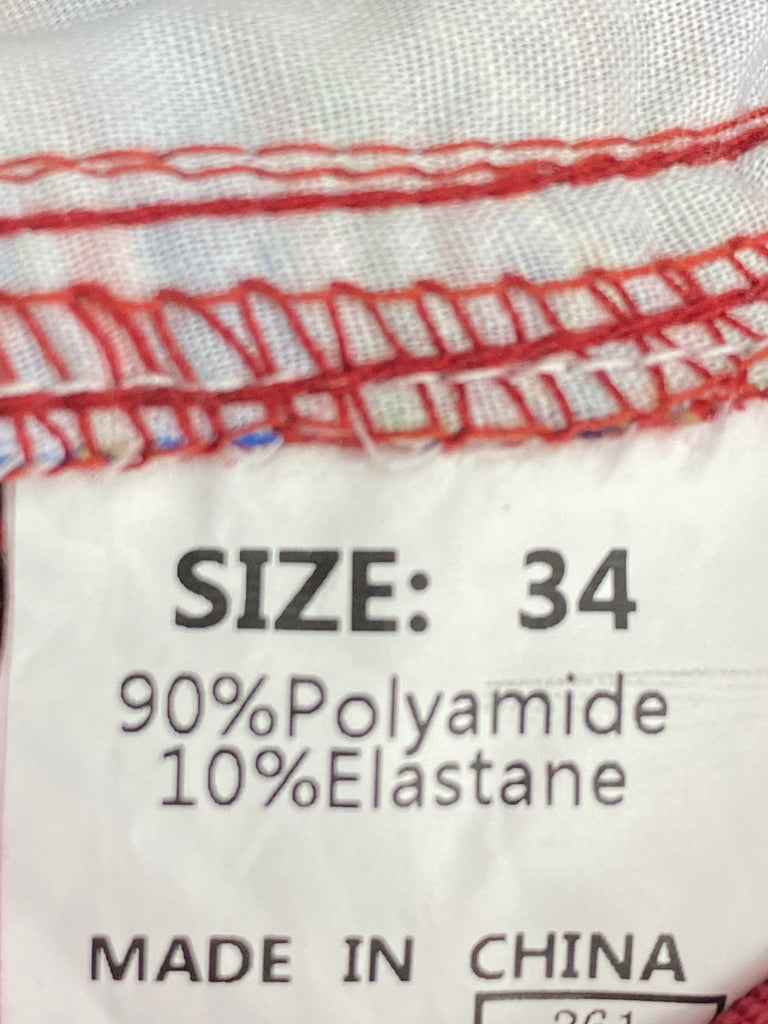 SIZE: 34
90%Polyamide
10%Elastane
MADE IN CHINA